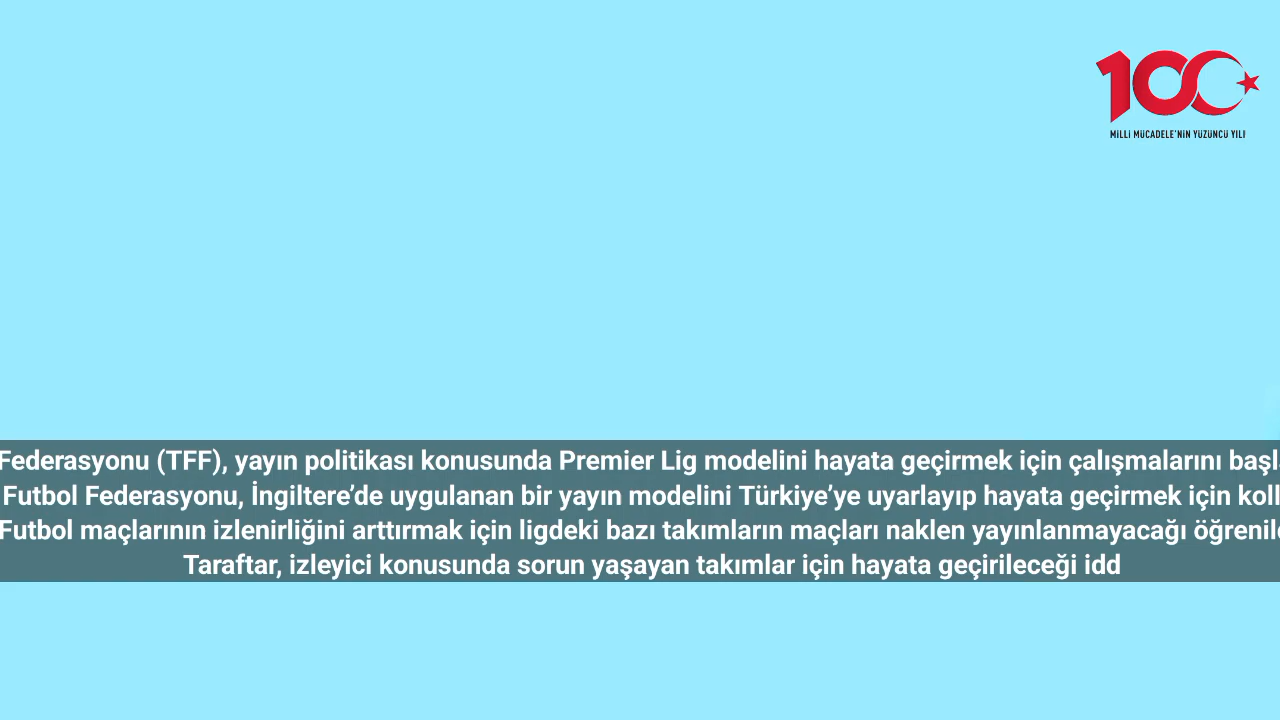 100
MİLLİ MÜCADELE'NİN YÜZÜNCÜ YILI
Federasyonu (TFF), yayın politikası konusunda Premier Lig modelini hayata geçirmek için çalışmalarını başl
Futbol Federasyonu, İngiltere’de uygulanan bir yayın modelini Türkiye’ye uyarlayıp hayata geçirmek için koll
Futbol maçlarının izlenirliğini arttırmak için ligdeki bazı takımların maçları naklen yayınlanmayacağı öğrenil
Taraftar, izleyici konusunda sorun yaşayan takımlar için hayata geçirileceği idd